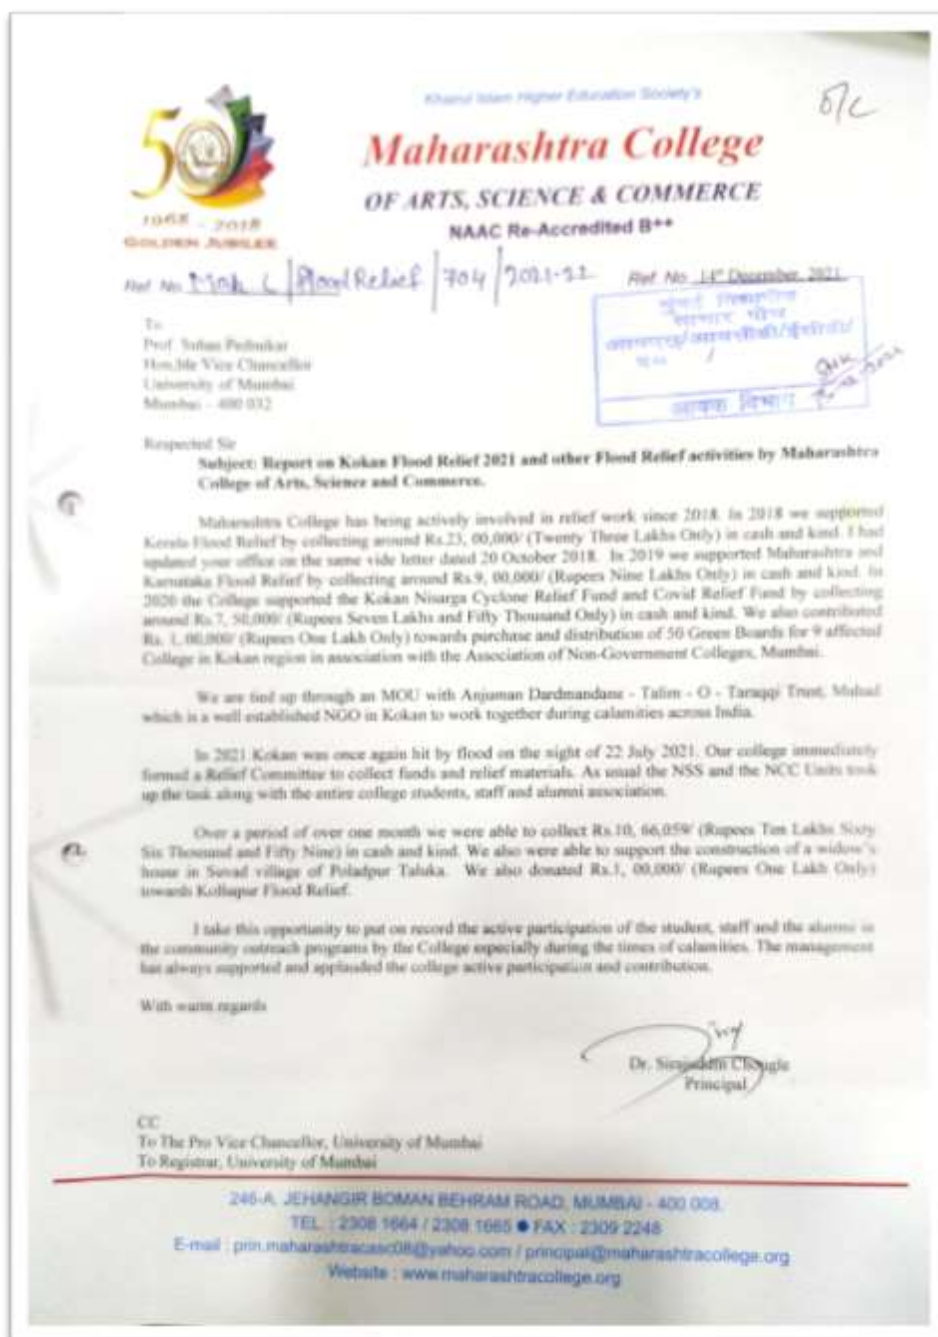 Khairul Islam Higher Education Society's
O/C
Maharashtra College
OF ARTS, SCIENCE & COMMERCE
NAAC Re-Accredited B++
50
1968 - 2018
GOLDEN JUBILEE
Ref No Mah C / Flood Relief / 704 / 2021-22
Ref No 14th December, 2021
मुंबई विद्यापीठ
आवक विभाग
To
Prof. Suhas Pednekar
Hon,ble Vice Chancellor
University of Mumbai
Mumbai - 400 032
Respected Sir
Subject: Report on Kokan Flood Relief 2021 and other Flood Relief activities by Maharashtra
College of Arts, Science and Commerce.
Maharashtra College has being actively involved in relief work since 2018. In 2018 we supported
Kerala Flood Relief by collecting around Rs.23, 00,000/ (Twenty Three Lakhs Only) in cash and kind. I had
updated your office on the same vide letter dated 20 October 2018. In 2019 we supported Maharashtra and
Karnataka Flood Relief by collecting around Rs.9, 00,000/ (Rupees Nine Lakhs Only) in cash and kind. In
2020 the College supported the Kokan Nisarga Cyclone Relief Fund and Covid Relief Fund by collecting
around Rs.7, 50,000/ (Rupees Seven Lakhs and Fifty Thousand Only) in cash and kind. We also contributed
Rs. 1, 00,000/ (Rupees One Lakh Only) towards purchase and distribution of 50 Green Boards for 9 affected
College in Kokan region in association with the Association of Non-Government Colleges, Mumbai.
We are tied up through an MOU with Anjuman Dardmandane - Talim - O - Taraqqi Trust, Mahad
which is a well established NGO in Kokan to work together during calamities across India.
In 2021 Kokan was once again hit by flood on the night of 22 July 2021. Our college immediately
formed a Relief Committee to collect funds and relief materials. As usual the NSS and the NCC Units took
up the task along with the entire college students, staff and alumni association.
Over a period of over one month we were able to collect Rs.10, 66,059/ (Rupees Ten Lakhs Sixty
Six Thousand and Fifty Nine) in cash and kind. We also were able to support the construction of a widow's
house in Savad village of Poladpur Taluka. We also donated Rs.1, 00,000/ (Rupees One Lakh Only)
towards Kolhapur Flood Relief.
I take this opportunity to put on record the active participation of the student, staff and the alumni in
the community outreach programs by the College especially during the times of calamities. The management
has always supported and applauded the college active participation and contribution.
With warm regards
Dr. Sirajuddin Chougle
Principal
CC
To The Pro Vice Chancellor, University of Mumbai
To Registrar, University of Mumbai
246-A, JEHANGIR BOMAN BEHRAM ROAD, MUMBAI - 400 008.
TEL. : 2308 1664 / 2308 1665 ● FAX : 2309 2248
E-mail : prin.maharashtracasc08@yahoo.com / principal@maharashtracollege.org
Website : www.maharashtracollege.org